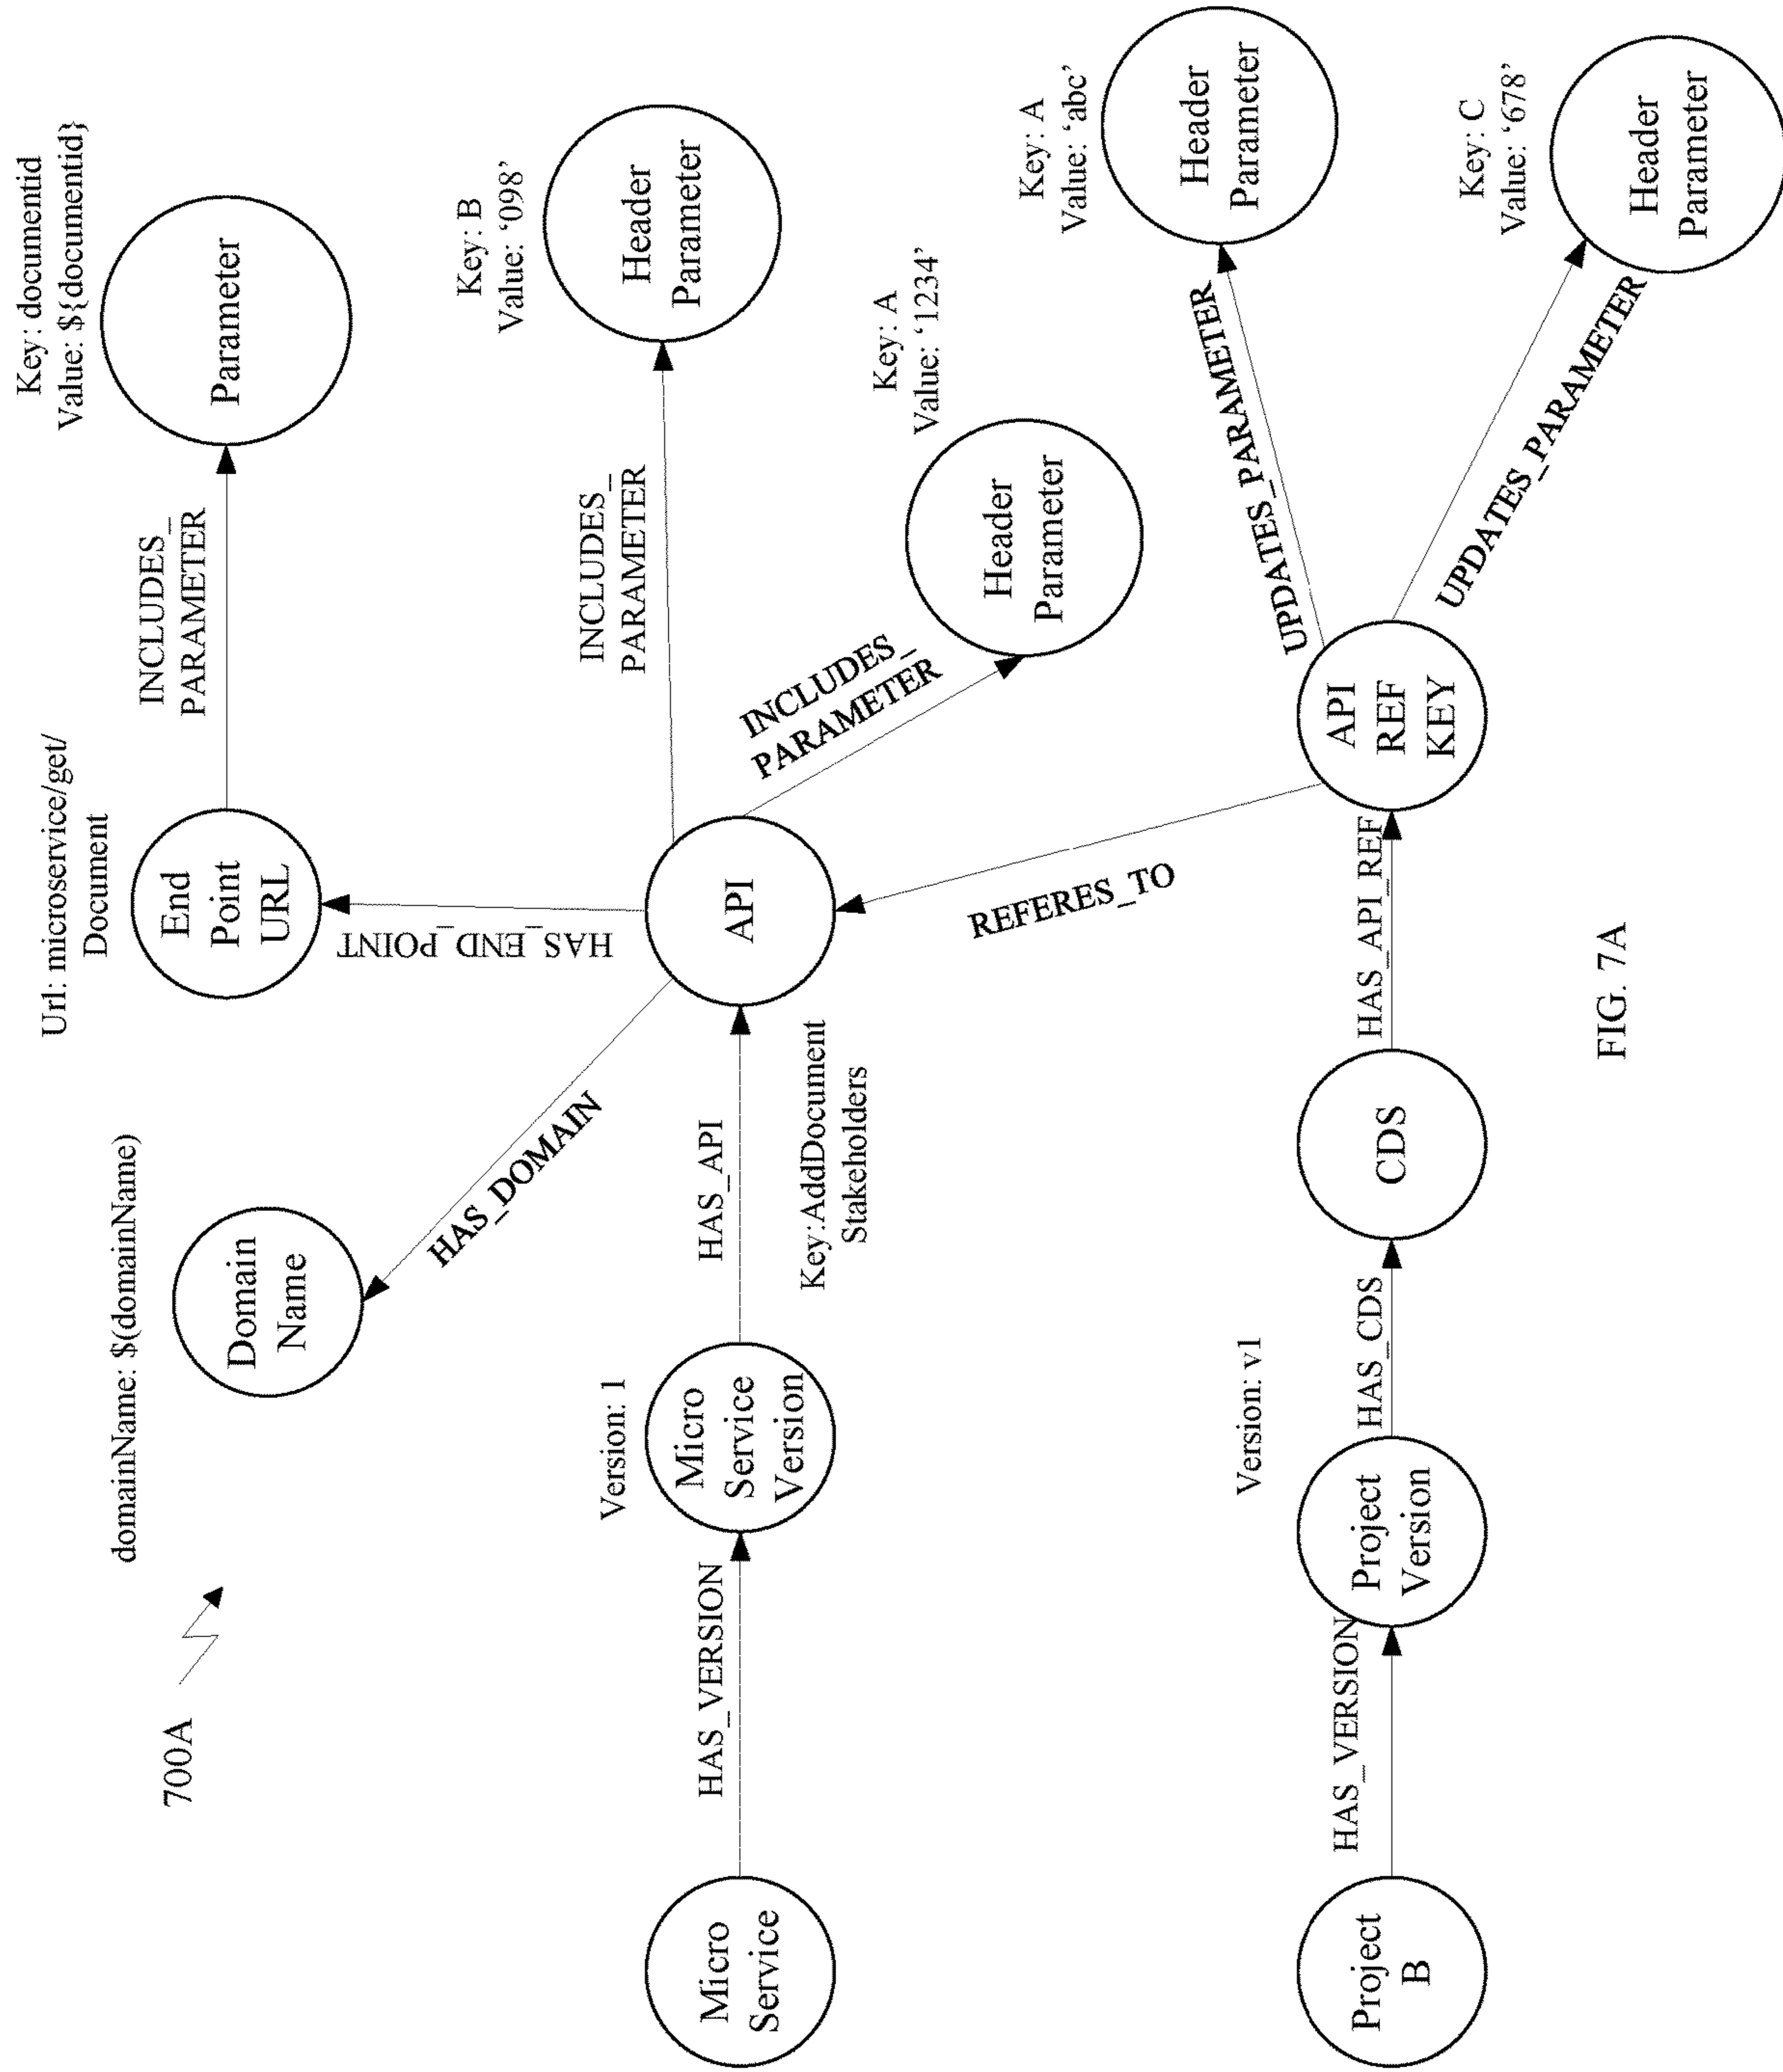 700A
domainName: $(domainName)
Domain
Name
Url: microservice/get/
Document
End
Point
URL
INCLUDES_
PARAMETER
Key: documentid
Value: ${documentid}
Parameter
HAS_DOMAIN
HAS_END_POINT
Micro
Service
HAS_VERSION
Version: 1
Micro
Service
Version
HAS_API
Key:AddDocument
Stakeholders
API
INCLUDES_
PARAMETER
Key: B
Value: ‘098’
Header
Parameter
INCLUDES_
PARAMETER
Key: A
Value: ‘1234’
Header
Parameter
REFERES_TO
Project
B
HAS_VERSION
Version: v1
Project
Version
HAS_CDS
CDS
HAS_API_REF
API
REF
KEY
UPDATES_PARAMETER
Key: A
Value: ‘abc’
Header
Parameter
UPDATES_PARAMETER
Key: C
Value: ‘678’
Header
Parameter
FIG. 7A